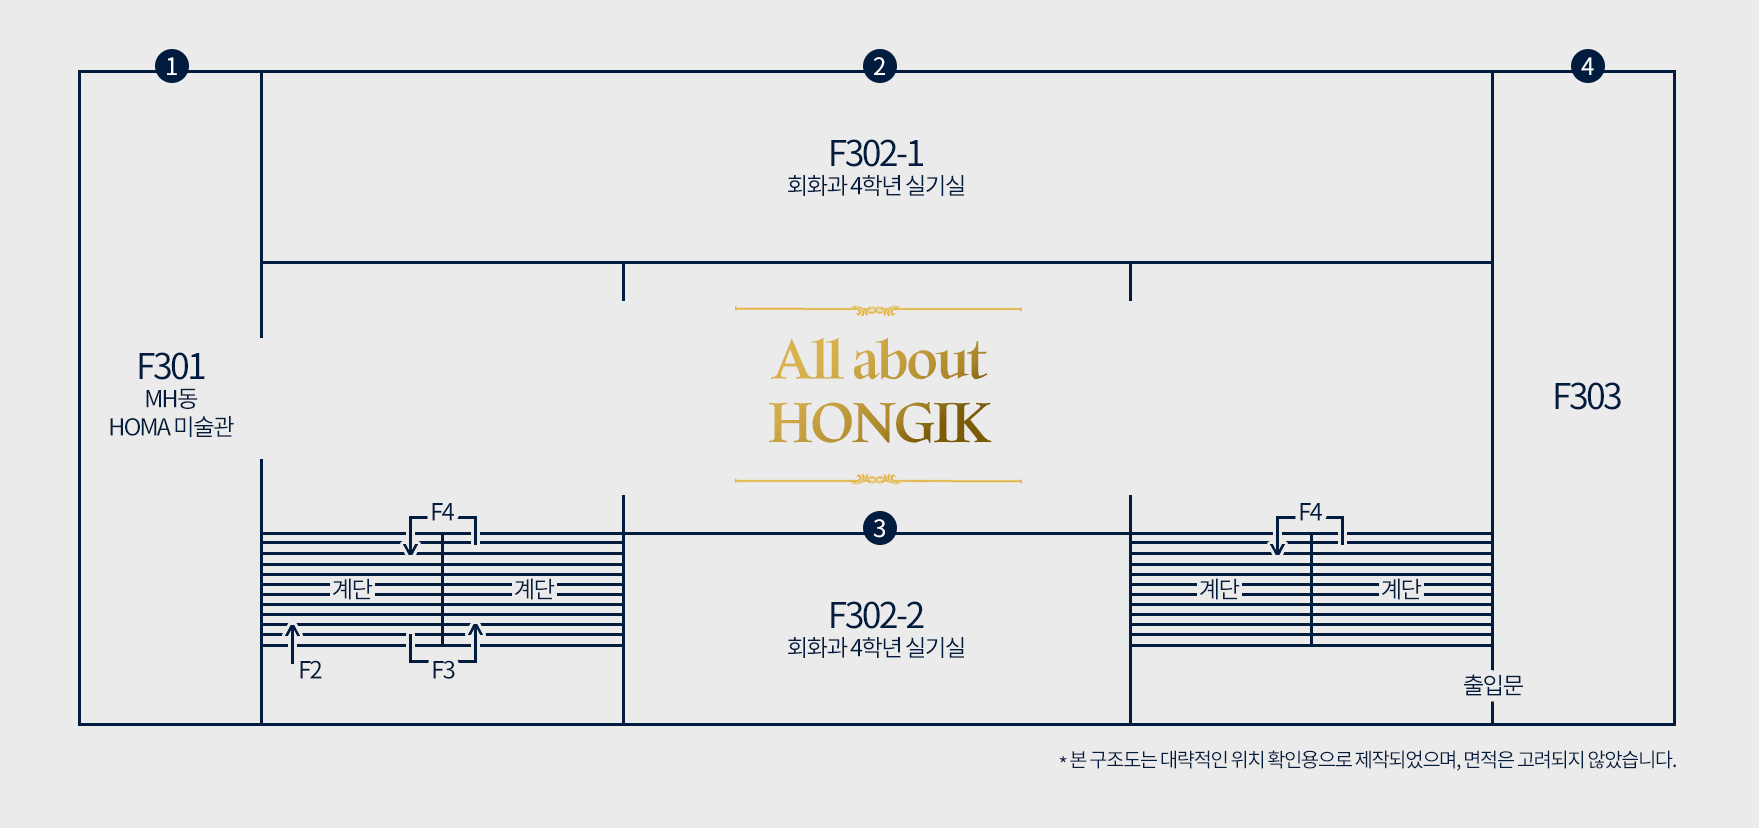 1
2
4
F302-1
회화과 4학년 실기실
F301
MH동
HOMA 미술관
All about
HONGIK
F303
F4
F4
3
계단
계단
계단
계단
F302-2
회화과 4학년 실기실
F2
F3
출입문
* 본 구조도는 대략적인 위치 확인용으로 제작되었으며, 면적은 고려되지 않았습니다.